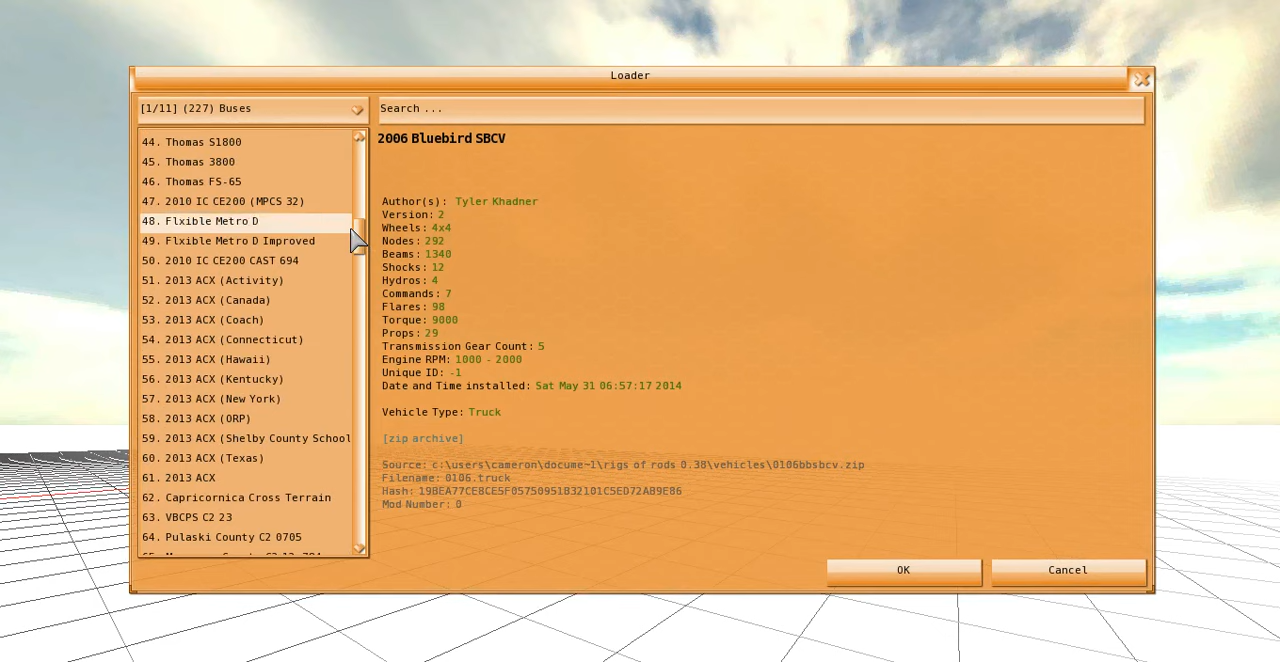 Loader
[1/11] (227) Buses
Search ...
44. Thomas S1800
45. Thomas 3800
46. Thomas FS-65
47. 2010 IC CE200 (MPCS 32)
48. Flxible Metro D
49. Flxible Metro D Improved
50. 2010 IC CE200 CAST 694
51. 2013 ACX (Activity)
52. 2013 ACX (Canada)
53. 2013 ACX (Coach)
54. 2013 ACX (Connecticut)
55. 2013 ACX (Hawaii)
56. 2013 ACX (Kentucky)
57. 2013 ACX (New York)
58. 2013 ACX (ORP)
59. 2013 ACX (Shelby County School
60. 2013 ACX (Texas)
61. 2013 ACX
62. Capricornica Cross Terrain
63. VBCPS C2 23
64. Pulaski County C2 0705
2006 Bluebird SBCV
Author(s): Tyler Khadner
Version: 2
Wheels: 4x4
Nodes: 292
Beams: 1340
Shocks: 12
Hydros: 4
Commands: 7
Flares: 98
Torque: 9000
Props: 29
Transmission Gear Count: 5
Engine RPM: 1000 - 2000
Unique ID: -1
Date and Time installed: Sat May 31 06:57:17 2014
Vehicle Type: Truck
[zip archive]
Source: c:\users\cameron\docume~1\rigs of rods 0.38\vehicles\0106bbsbcv.zip
Filename: 0106.truck
Hash: 19BEA77CE8CE5F05750951B32101C5ED72AB9E86
Mod Number: 0
OK
Cancel